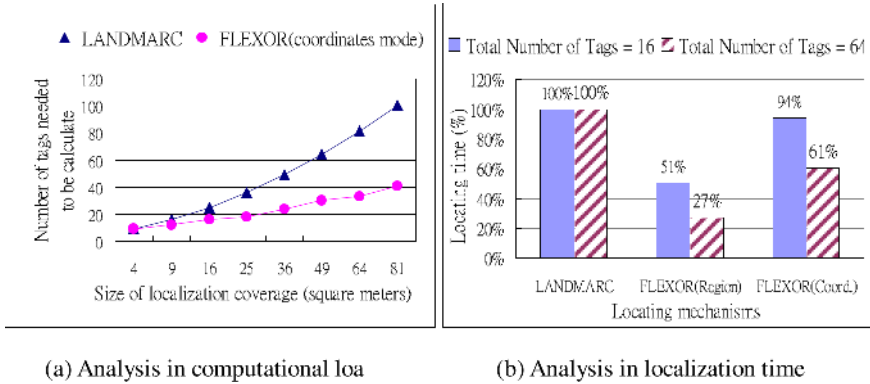 LANDMARC FLEXOR(coordinates mode)
Number of tags needed
to be calculate
120
100
80
60
40
20
0
4 9 16 25 36 49 64 81
Size of localization coverage (square meters)
(a) Analysis in computational loa
Total Number of Tags = 16 Total Number of Tags = 64
Locating time (%)
120%
100%
80%
60%
40%
20%
0%
100% 100%
51%
27%
94%
61%
LANDMARC FLEXOR(Region) FLEXOR(Coord.)
Locating mechanisms
(b) Analysis in localization time